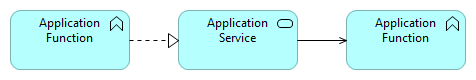 Application
Function
Application
Service
Application
Function